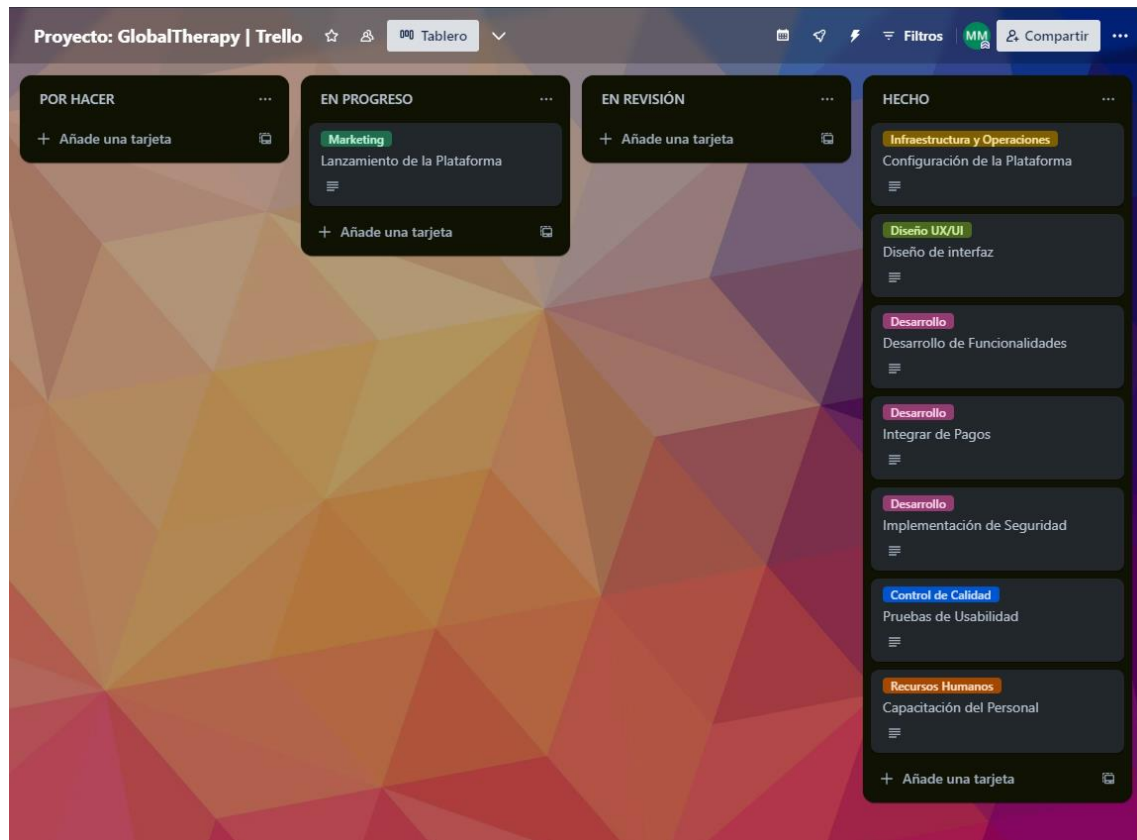 Proyecto: GlobalTherapy | Trello
Tablero
Filtros
MM
Compartir
POR HACER
Añade una tarjeta
EN PROGRESO
Marketing
Lanzamiento de la Plataforma
Añade una tarjeta
EN REVISIÓN
Añade una tarjeta
HECHO
Infraestructura y Operaciones
Configuración de la Plataforma
Diseño UX/UI
Diseño de interfaz
Desarrollo
Desarrollo de Funcionalidades
Desarrollo
Integrar de Pagos
Desarrollo
Implementación de Seguridad
Control de Calidad
Pruebas de Usabilidad
Recursos Humanos
Capacitación del Personal
Añade una tarjeta